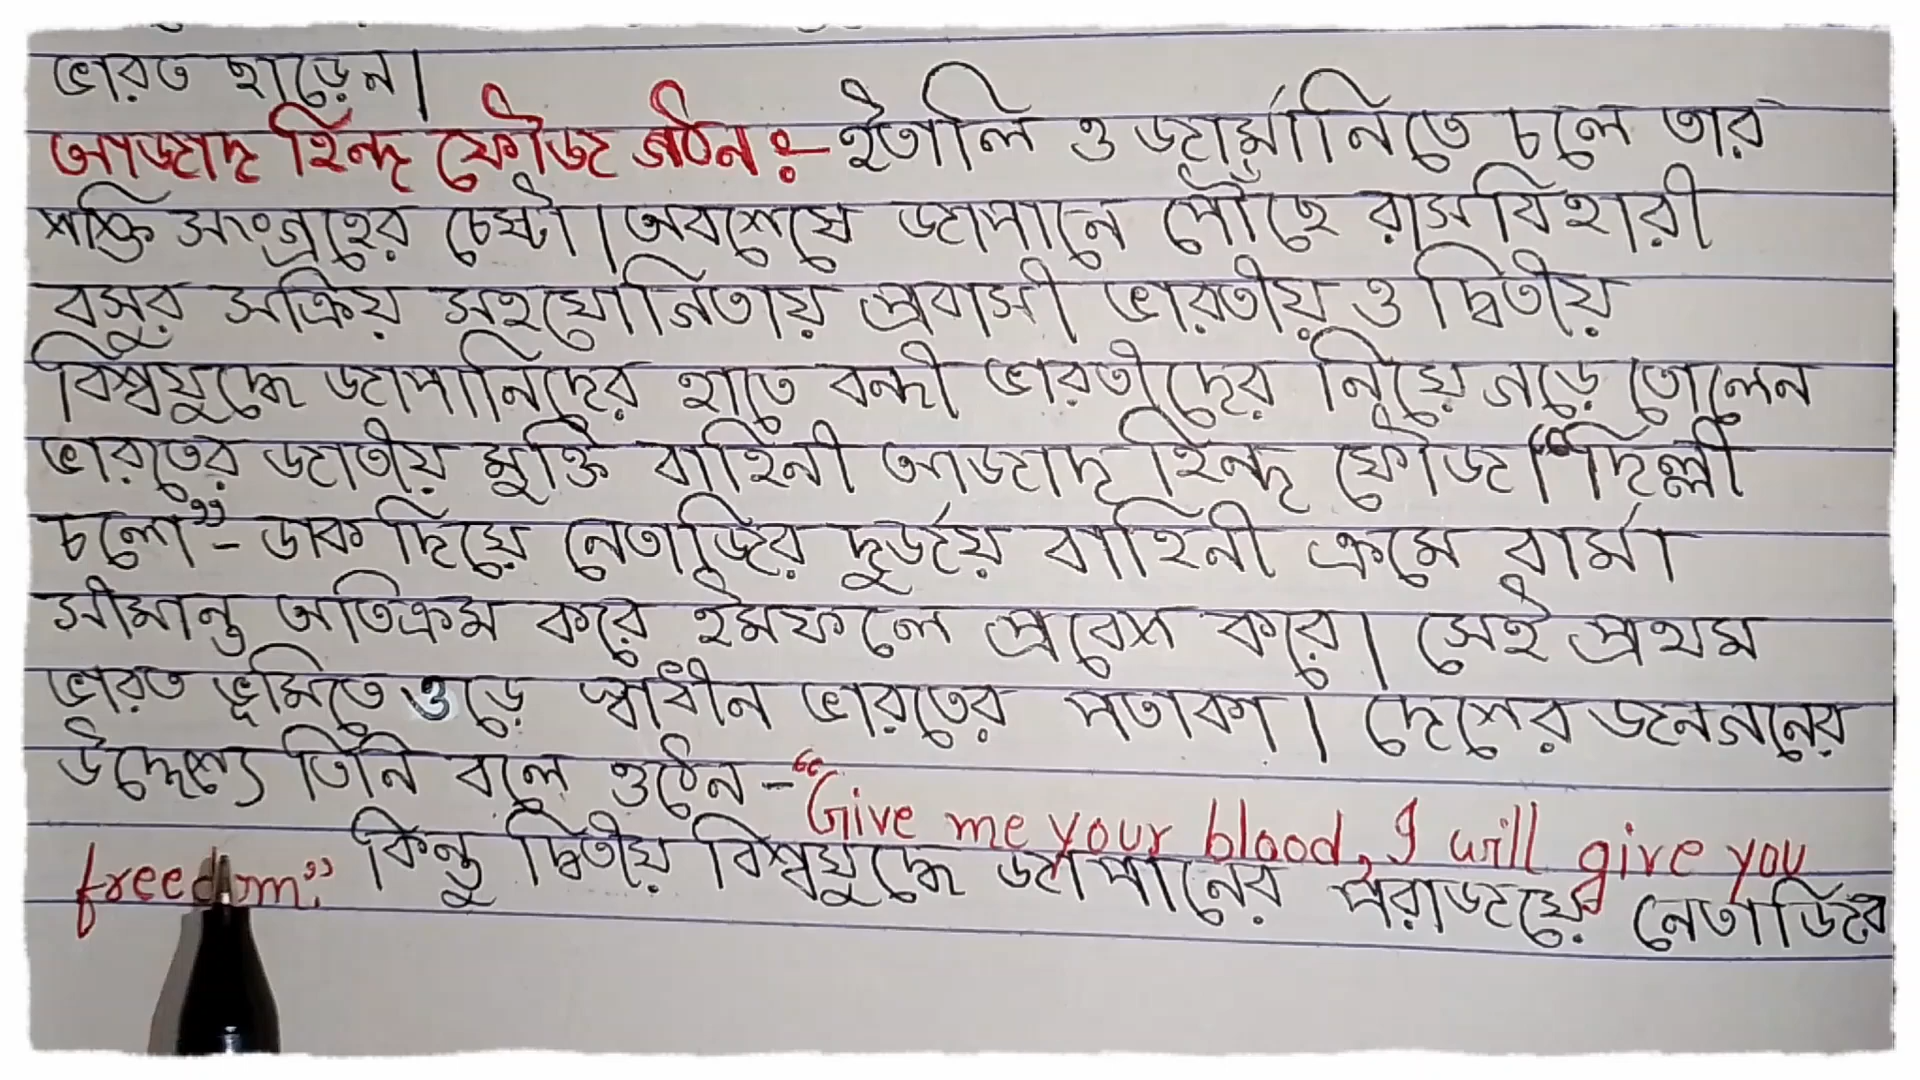 ভারত ছাড়েন।
আজাদ হিন্দ ফৌজ গঠন:- ইতালি ও জার্মানিতে চলে তার
শক্তি সংগ্রহের চেষ্টা। অবশেষে জাপানে পৌঁছে রাসবিহারী
বসুর সক্রিয় সহযোগিতায় প্রবাসী ভারতীয় ও দ্বিতীয়
বিশ্বযুদ্ধে জাপানিদের হাতে বন্দী ভারতীদের নিয়ে গড়ে তোলেন
ভারতের জাতীয় মুক্তি বাহিনী আজাদ হিন্দ ফৌজ। "দিল্লী
চলো"- ডাক দিয়ে নেতাজির দুর্জয় বাহিনী ক্রমে বার্মা
সীমান্ত অতিক্রম করে ইমফলে প্রবেশ করে। সেই প্রথম
ভারত ভূমিতে ওড়ে স্বাধীন ভারতের পতাকা। দেশের জনগনের
উদ্দেশ্যে তিনি বলে ওঠেন -"Give me your blood, I will give you
freedom." কিন্তু দ্বিতীয় বিশ্বযুদ্ধে জাপানের পরাজয়ে নেতাজির